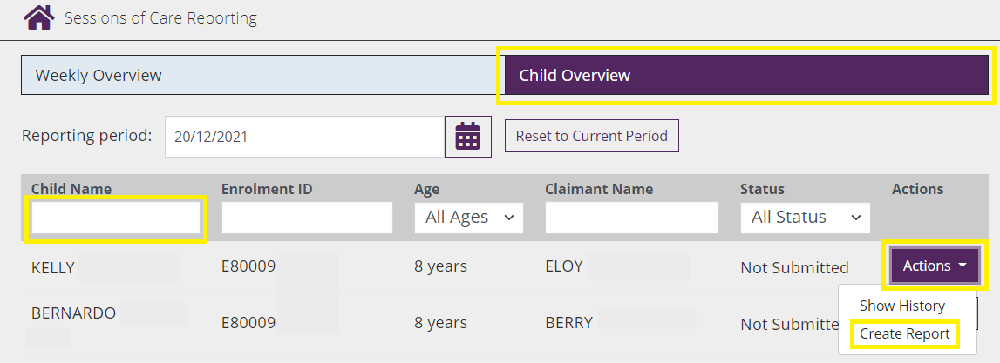 Sessions of Care Reporting
Weekly Overview Child Overview
Reporting period: 20/12/2021 Reset to Current Period
Child Name Enrolment ID Age Claimant Name Status Actions
All Ages All Status
KELLY E80009 8 years ELOY Not Submitted Actions
Show History
BERNARDO E80009 8 years BERRY Not Submitte
Create Report